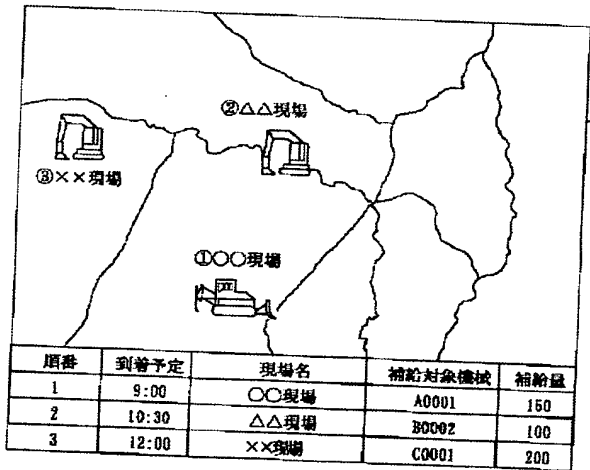 ②△△現場
③××現場
①○○現場
順番 到着予定 現場名 補給対象機械 補給量
1 9:00 ○○現場 A0001 150
2 10:30 △△現場 B0002 100
3 12:00 ××現場 C0001 200